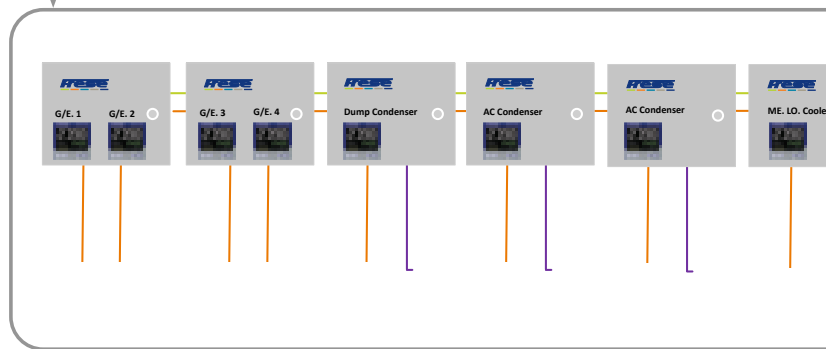 FRESE FRESE FRESE FRESE FRESE FRESE
G/E. 1 G/E. 2 G/E. 3 G/E. 4 Dump Condenser AC Condenser AC Condenser ME. LO. Coole